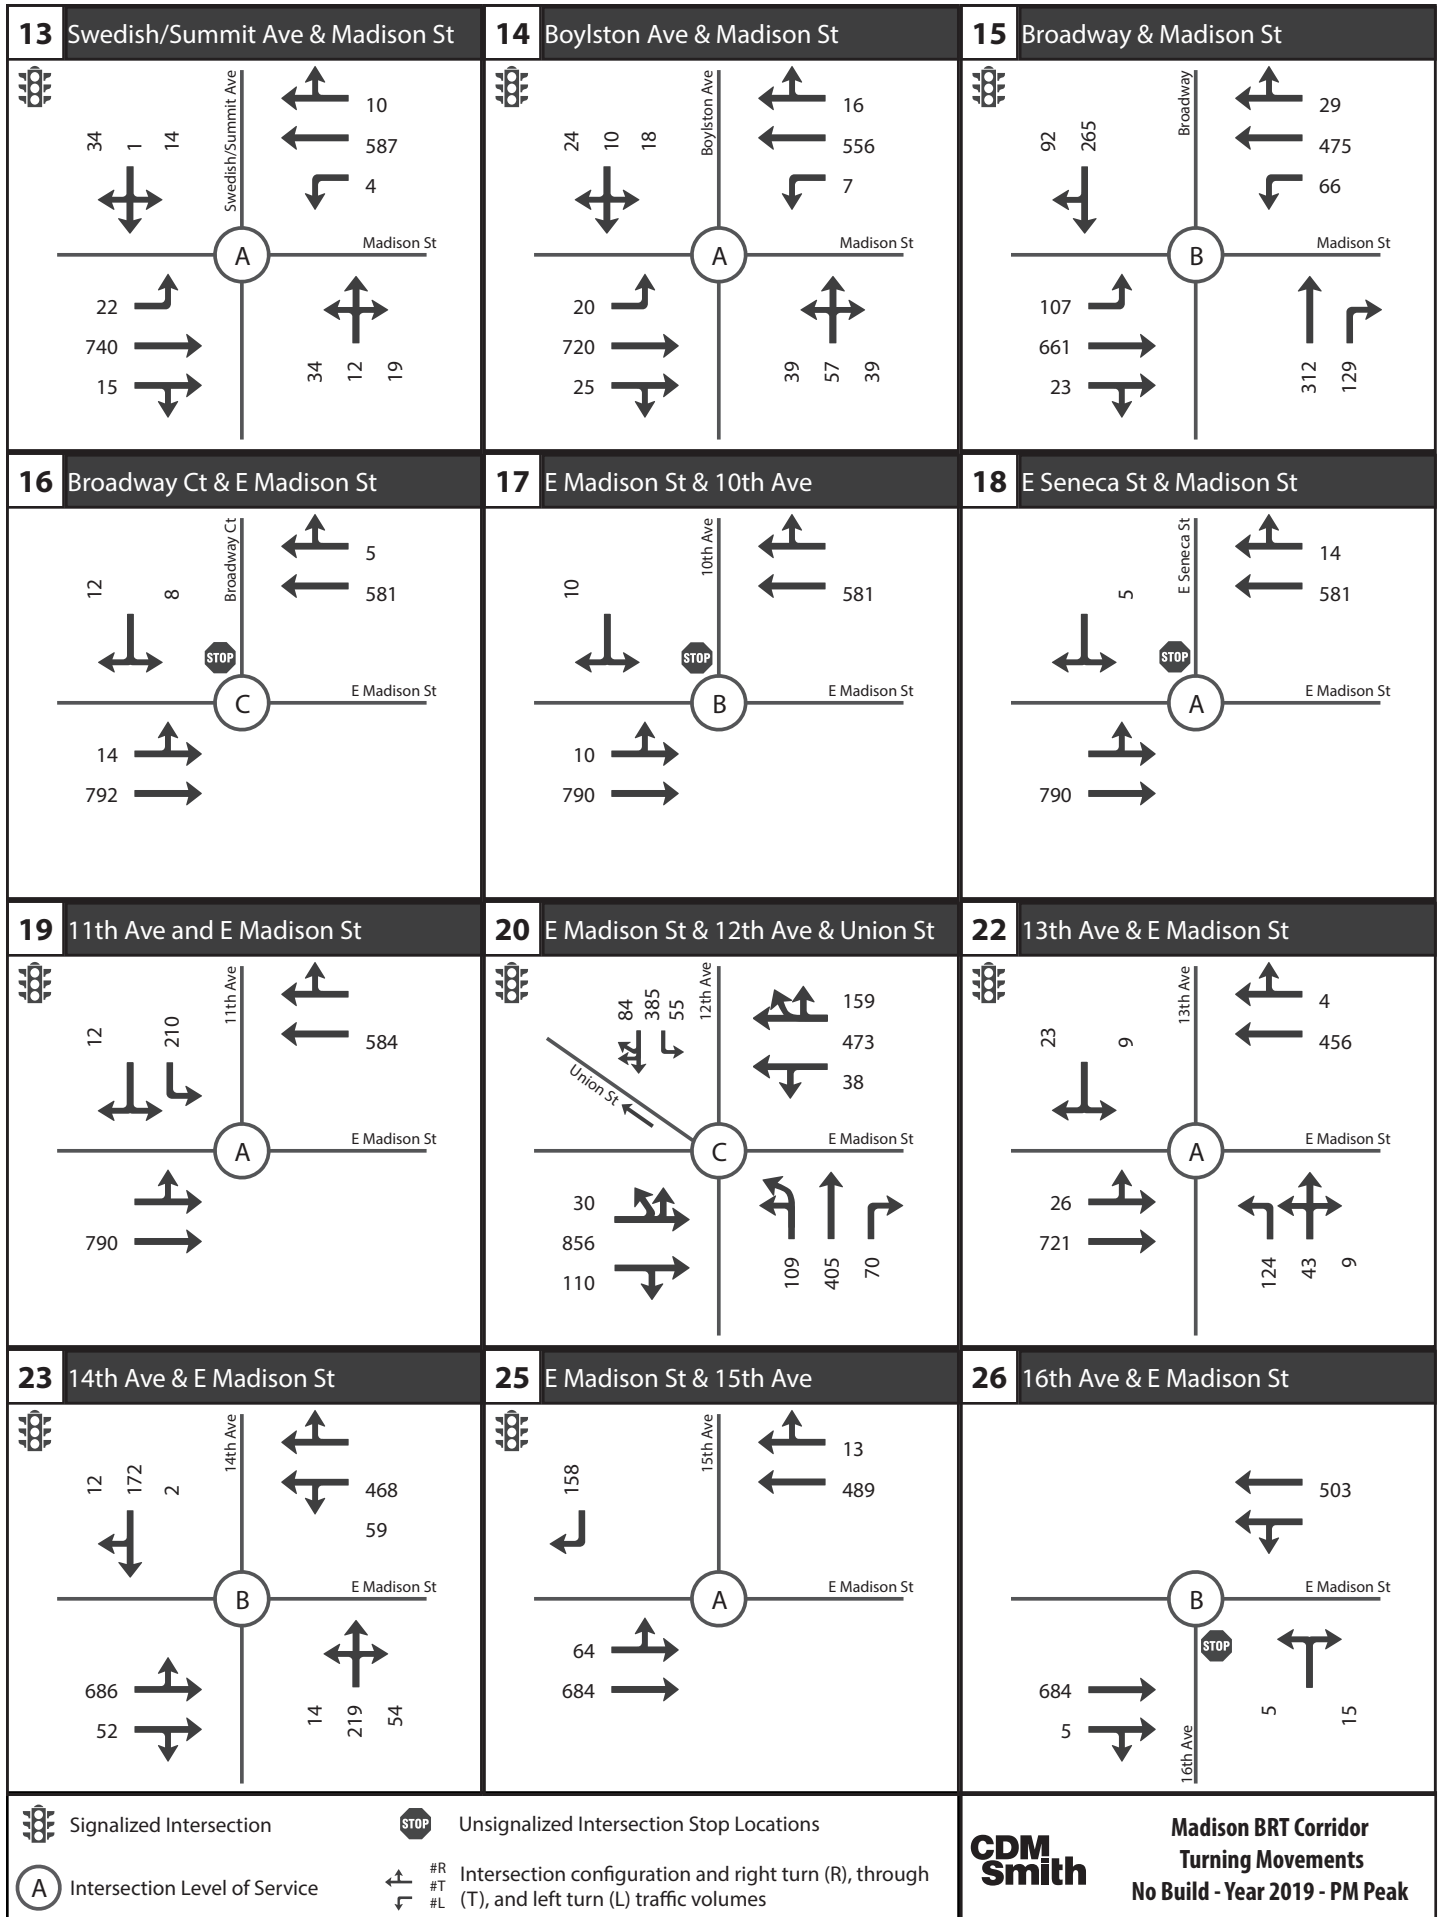 13 Swedish/Summit Ave & Madison St
Swedish/Summit Ave
34 1 14
10
587
4
A
Madison St
22
740
15
34 12 19
14 Boylston Ave & Madison St
Boylston Ave
24 10 18
16
556
7
A
Madison St
20
720
25
39 57 39
15 Broadway & Madison St
Broadway
92 265
29
475
66
B
Madison St
107
661
23
312 129
16 Broadway Ct & E Madison St
Broadway Ct
12 8
5
581
STOP
C
E Madison St
14
792
17 E Madison St & 10th Ave
10th Ave
10
581
STOP
B
E Madison St
10
790
18 E Seneca St & Madison St
E Seneca St
5
14
581
STOP
A
E Madison St
790
19 11th Ave and E Madison St
11th Ave
12 210
584
A
E Madison St
790
20 E Madison St & 12th Ave & Union St
12th Ave
84 385 55
159
473
38
Union St
C
E Madison St
30
856
110
109 405 70
22 13th Ave & E Madison St
13th Ave
23 9
4
456
A
E Madison St
26
721
124 43 9
23 14th Ave & E Madison St
14th Ave
12 172 2
468
59
B
E Madison St
686
52
14 219 54
25 E Madison St & 15th Ave
15th Ave
158
13
489
A
E Madison St
64
684
26 16th Ave & E Madison St
503
B
E Madison St
STOP
684
5
16th Ave
5 15
Signalized Intersection
STOP Unsignalized Intersection Stop Locations
A Intersection Level of Service
#R
#T
#L
Intersection configuration and right turn (R), through
(T), and left turn (L) traffic volumes
CDM
Smith
Madison BRT Corridor
Turning Movements
No Build - Year 2019 - PM Peak